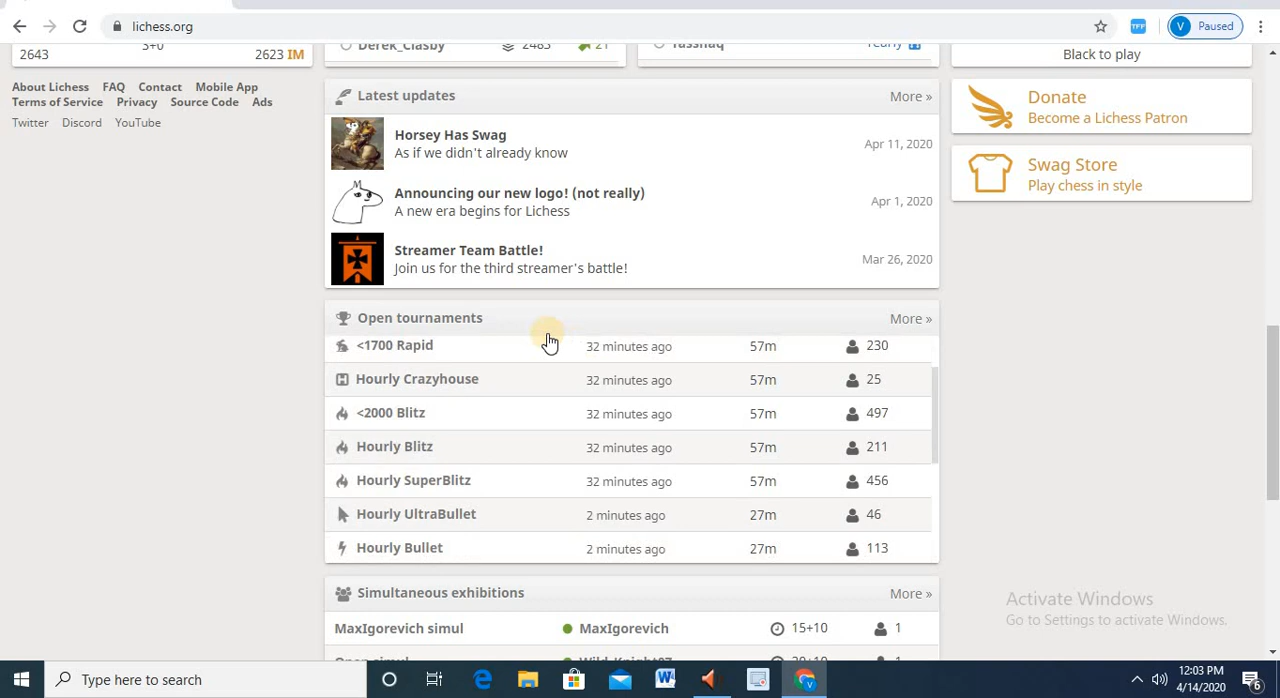 lichess.org
Paused
2643 3+0 2623 IM
Derek_Clasby 2483 21
Yearly
Black to play
About Lichess FAQ Contact Mobile App
Terms of Service Privacy Source Code Ads
Twitter Discord YouTube
Latest updates More »
Horsey Has Swag
As if we didn't already know
Apr 11, 2020
Announcing our new logo! (not really)
A new era begins for Lichess
Apr 1, 2020
Streamer Team Battle!
Join us for the third streamer's battle!
Mar 26, 2020
Donate
Become a Lichess Patron
Swag Store
Play chess in style
Open tournaments More »
<1700 Rapid 32 minutes ago 57m 230
Hourly Crazyhouse 32 minutes ago 57m 25
<2000 Blitz 32 minutes ago 57m 497
Hourly Blitz 32 minutes ago 57m 211
Hourly SuperBlitz 32 minutes ago 57m 456
Hourly UltraBullet 2 minutes ago 27m 46
Hourly Bullet 2 minutes ago 27m 113
Simultaneous exhibitions More »
MaxIgorevich simul MaxIgorevich 15+10 1
Activate Windows
Go to Settings to activate Windows.
Type here to search
12:03 PM
4/14/2020
6